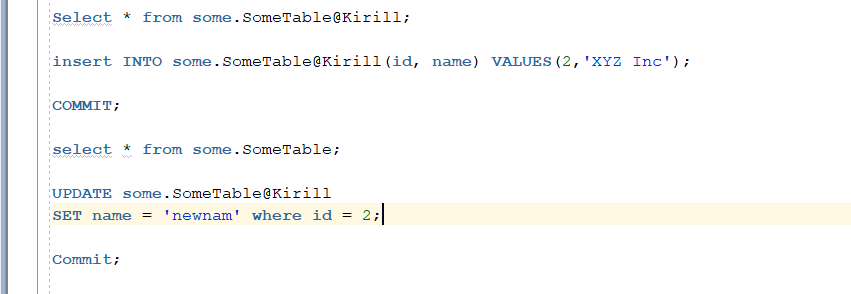 Select * from some.SomeTable@Kirill;
insert INTO some.SomeTable@Kirill(id, name) VALUES(2,'XYZ Inc');
COMMIT;
select * from some.SomeTable;
UPDATE some.SomeTable@Kirill
SET name = 'newnam' where id = 2;
Commit;